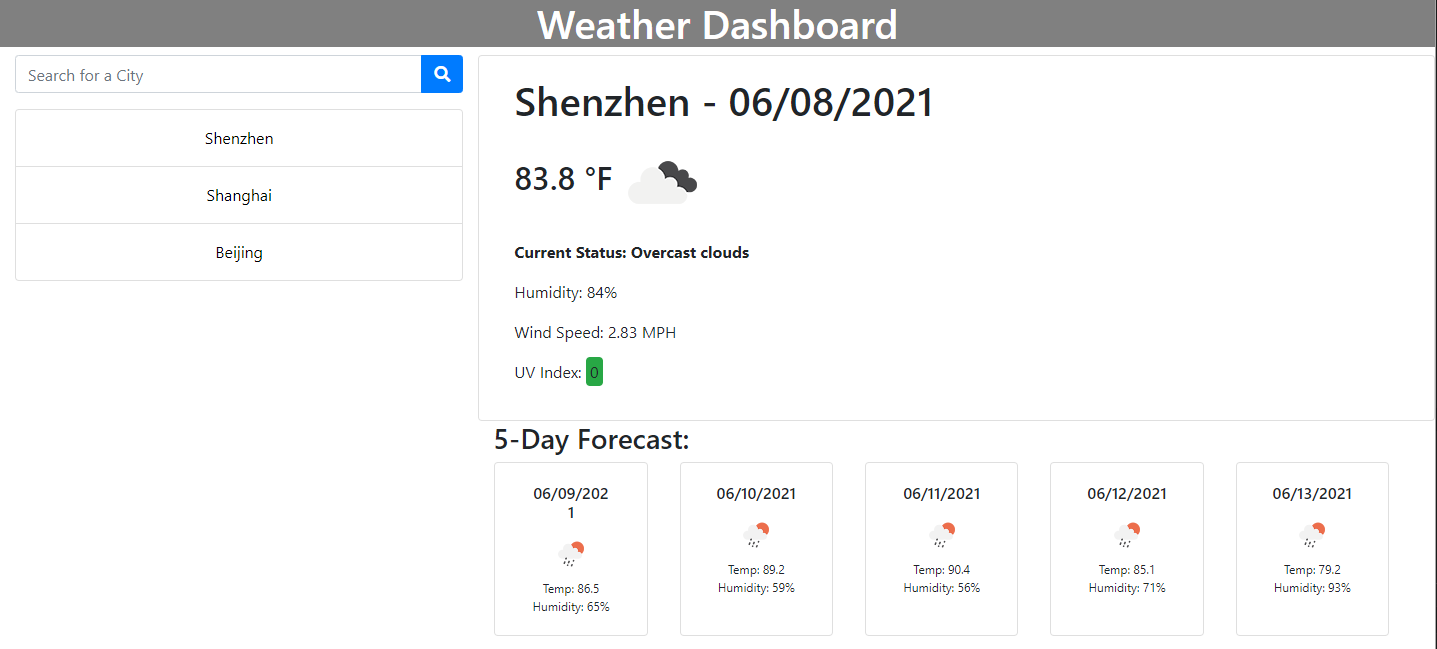 Weather Dashboard
Search for a City
Shenzhen
Shanghai
Beijing
Shenzhen - 06/08/2021
83.8 °F
Current Status: Overcast clouds
Humidity: 84%
Wind Speed: 2.83 MPH
UV Index: 0
5-Day Forecast:
06/09/202
1
Temp: 86.5
Humidity: 65%
06/10/2021
Temp: 89.2
Humidity: 59%
06/11/2021
Temp: 90.4
Humidity: 56%
06/12/2021
Temp: 85.1
Humidity: 71%
06/13/2021
Temp: 79.2
Humidity: 93%